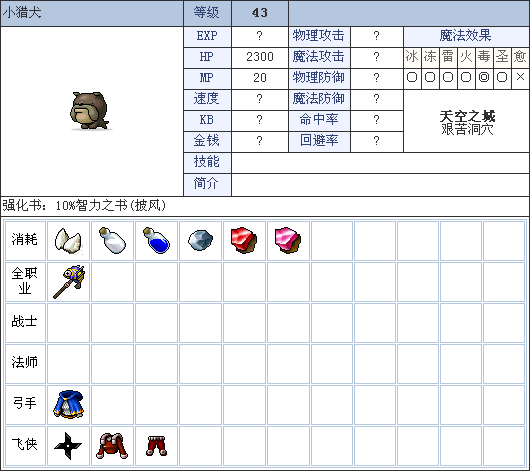 小猎犬 等级 43
EXP ? 物理攻击 ? 魔法效果
HP 2300 魔法攻击 ? 冰 冻 雷 火 毒 圣 愈
MP 20 物理防御 ? ○ ○ ○ ○ ◎ ○ ×
速度 ? 魔法防御 ?
KB ? 命中率 ? 天空之城
艰苦洞穴
金钱 ? 回避率 ?
技能
简介
强化书: 10%智力之书(披风)
消耗
全职
业
战士
法师
弓手
飞侠